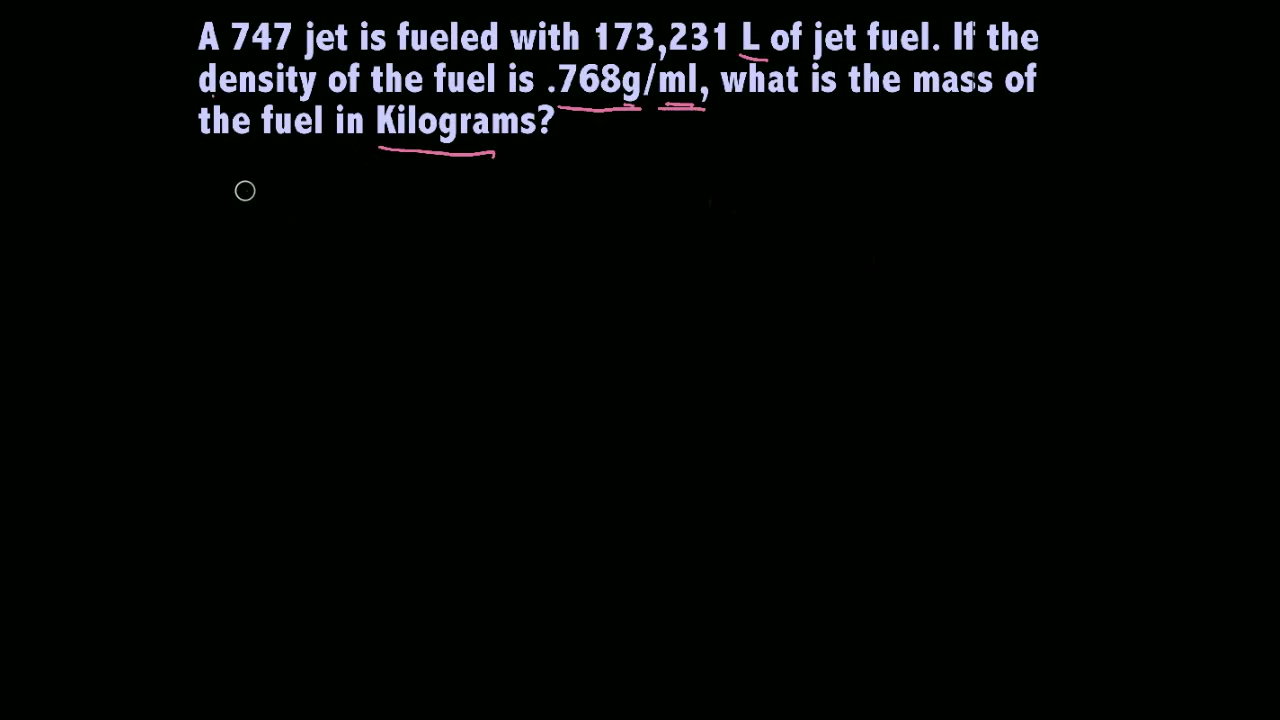 A 747 jet is fueled with 173,231 L of jet fuel. If the
density of the fuel is .768g/ml, what is the mass of
the fuel in Kilograms?